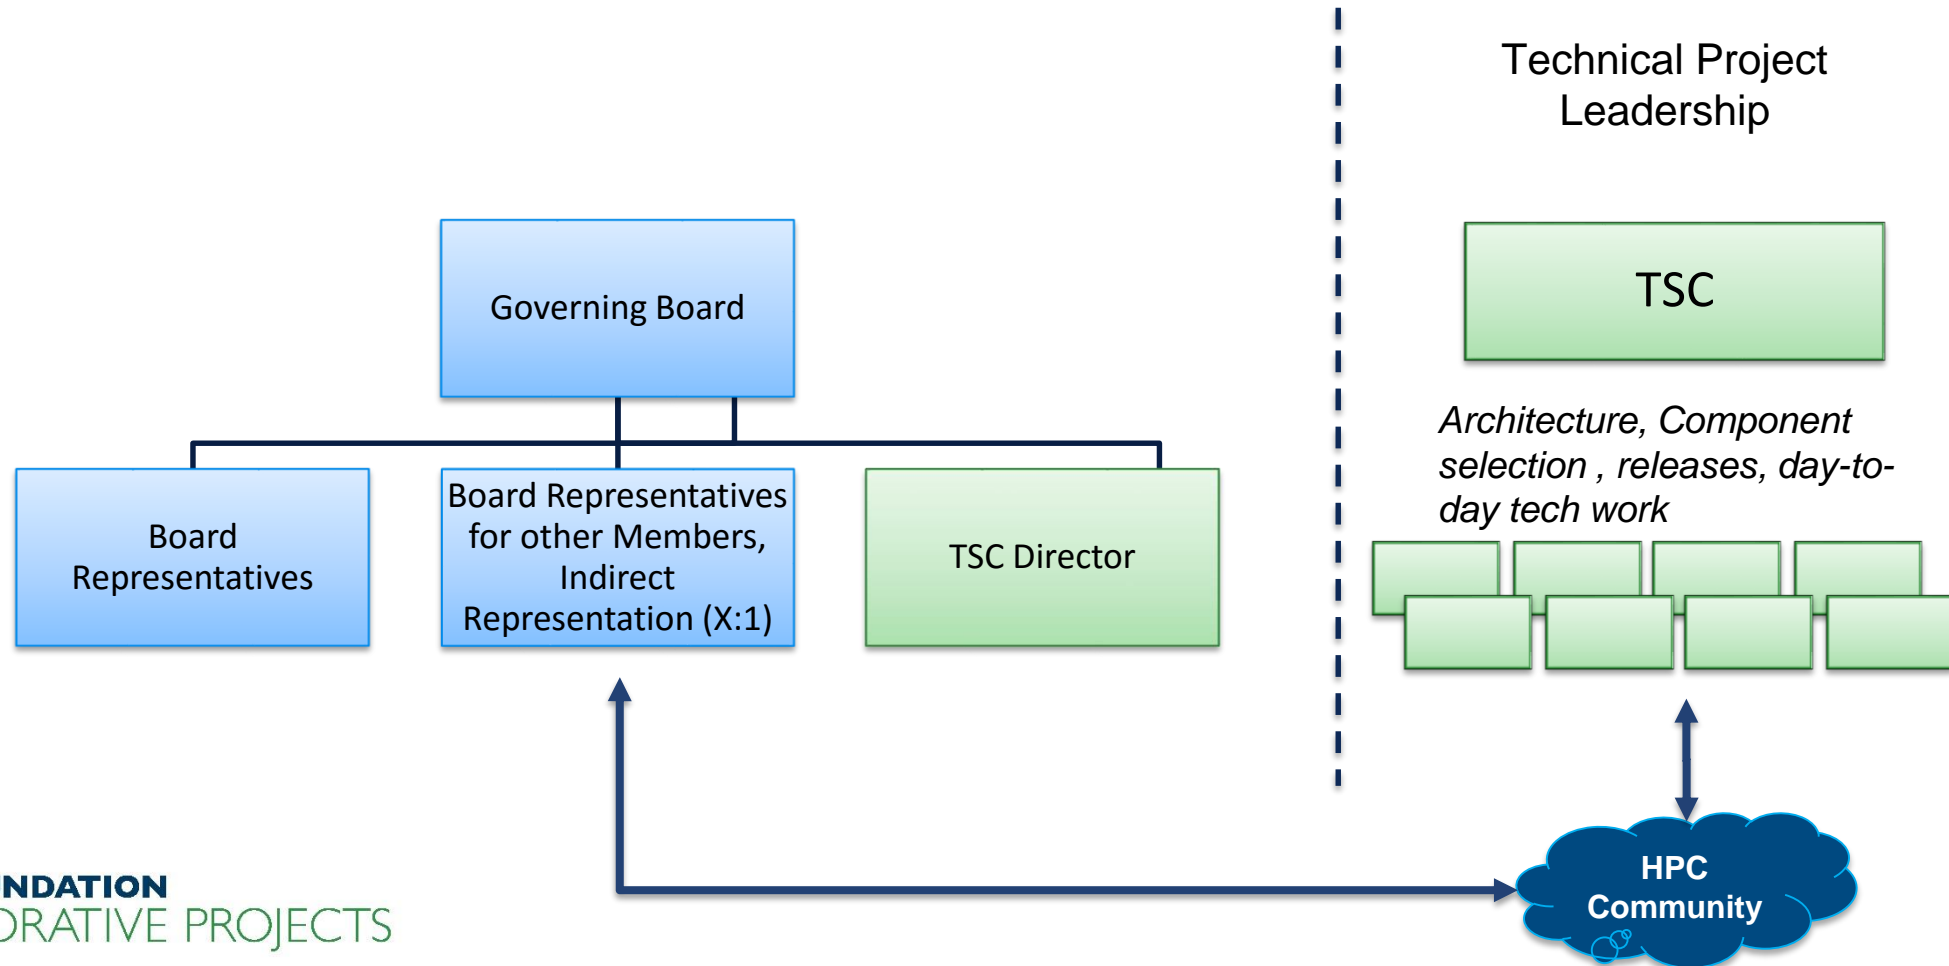 Technical Project
Leadership
Governing Board
TSC
Architecture, Component
selection , releases, day-to-
day tech work
Board
Representatives
Board Representatives
for other Members,
Indirect
Representation (X:1)
TSC Director
HPC
Community
NDATION
ORATIVE PROJECTS